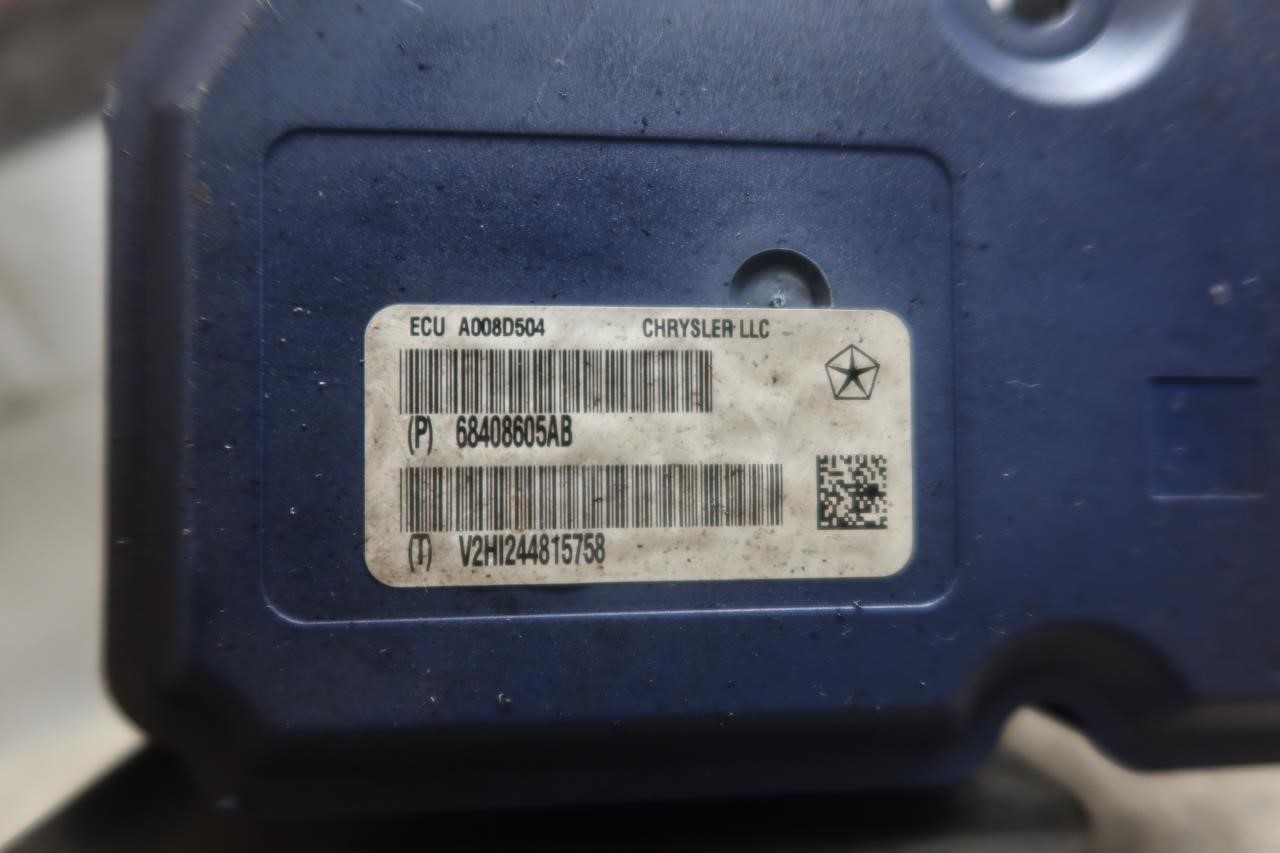 ECU A008D504 CHRYSLER LLC
(P) 68408605AB
(T) V2HI244815758